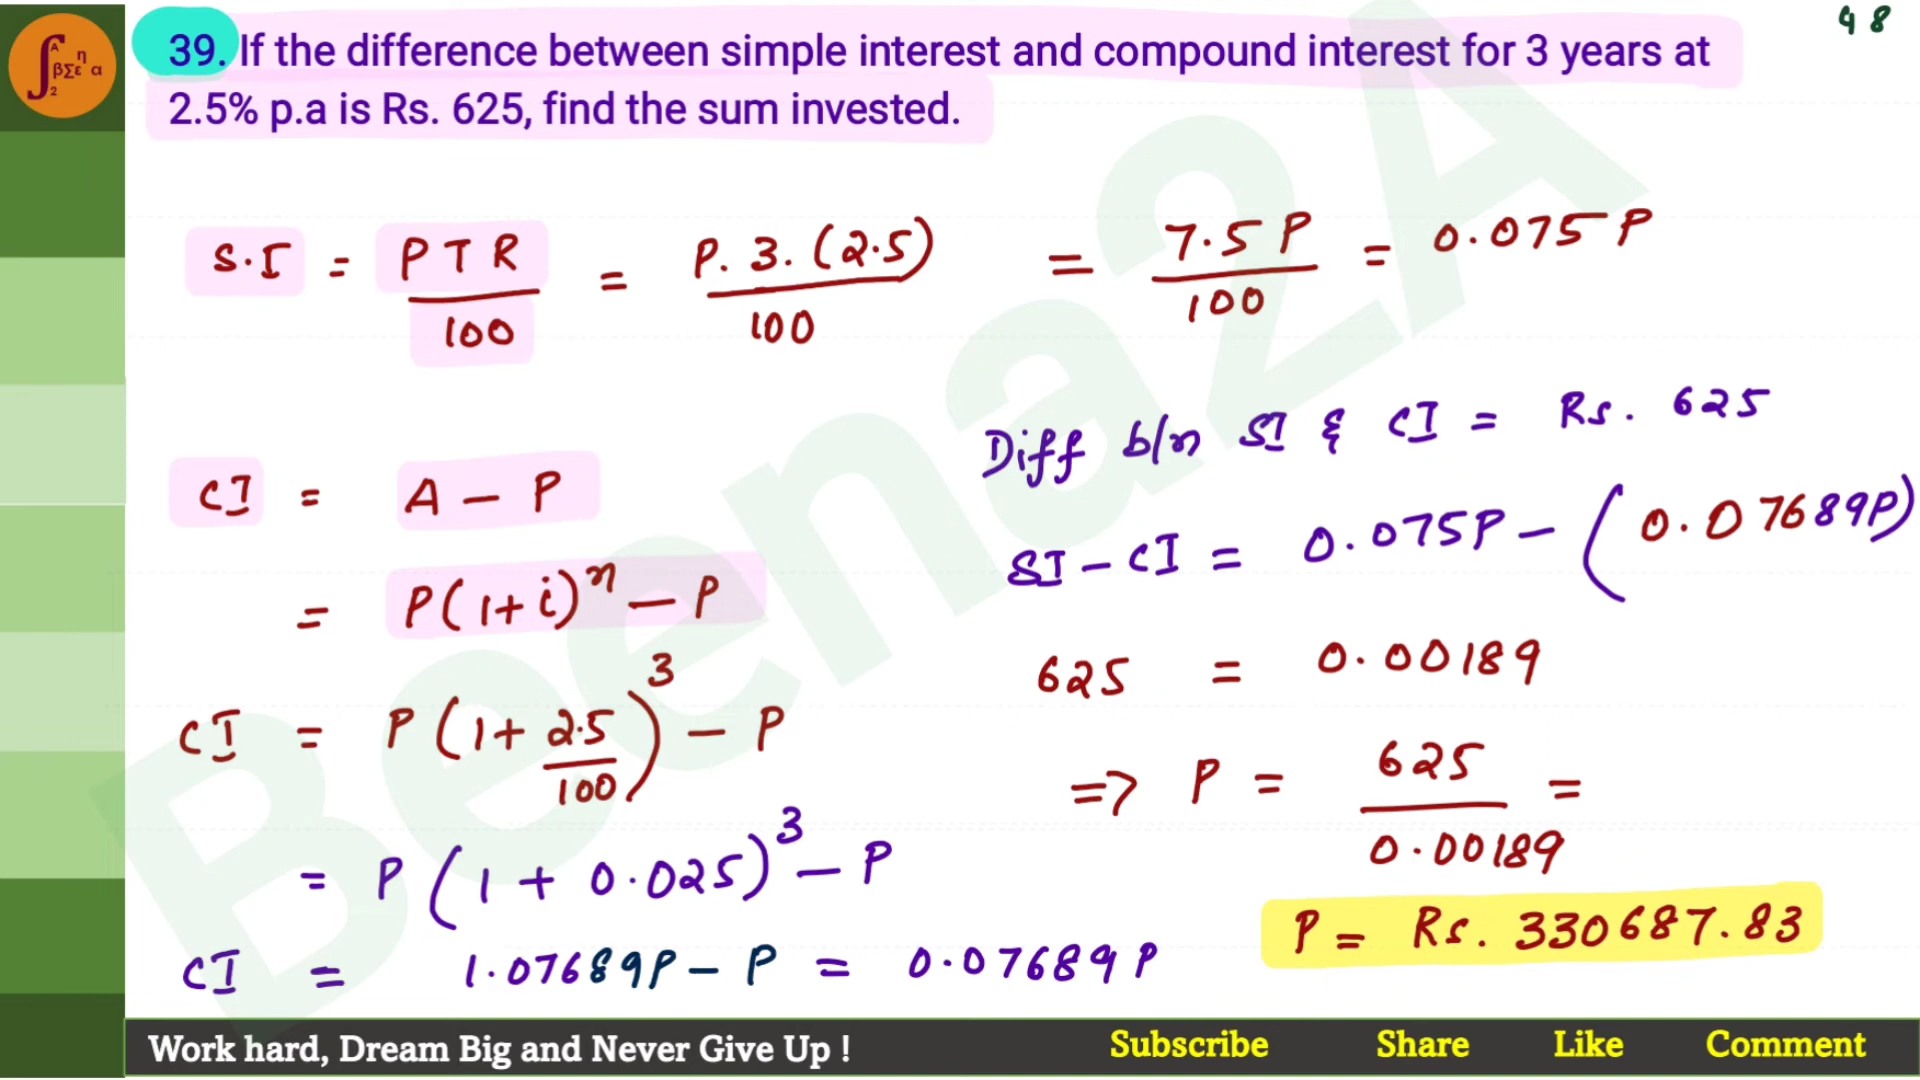 48
39. If the difference between simple interest and compound interest for 3 years at
2.5% p.a is Rs. 625, find the sum invested.
S.I = PTR/100 = P.3.(2.5)/100 = 7.5P/100 = 0.075P
CI = A - P
= P(1+i)^n - P
CI = P(1+2.5/100)^3 - P
= P(1+0.025)^3 - P
CI = 1.07689P - P = 0.07689P
Diff b/n SI & CI = Rs. 625
SI - CI = 0.075P - (0.07689P)
625 = 0.00189
=> P = 625/0.00189 =
P = Rs. 330687.83
Beena2A
Work hard, Dream Big and Never Give Up !
Subscribe Share Like Comment